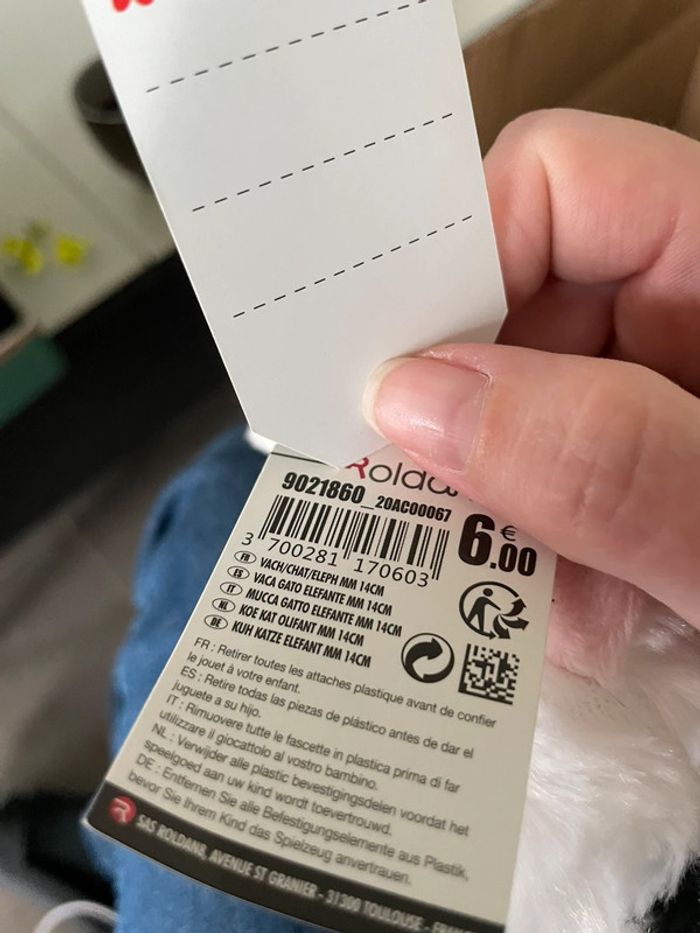 9021860_20AC00067
6.00 €
3 700281 170603
FR VACH/CHAT/ELEPH MM 14CM
ES VACA GATO ELEFANTE MM 14CM
IT MUCCA GATTO ELEFANTE MM 14CM
NL KOE KAT OLIFANT MM 14CM
DE KUH KATZE ELEFANT MM 14CM
FR : Retirer toutes les attaches plastique avant de confier
le jouet à votre enfant.
ES : Retire todas las piezas de plástico antes de dar el
juguete a su hijo.
IT : Rimuovere tutte le fascette in plastica prima di far
utilizzare il giocattolo al vostro bambino.
NL : Verwijder alle plastic bevestigingsdelen voordat het
speelgoed aan uw kind wordt toevertrouwd.
DE : Entfernen Sie alle Befestigungselemente aus Plastik,
bevor Sie Ihrem Kind das Spielzeug anvertrauen.
SAS ROLDAN8, AVENUE ST GRANIER - 31300 TOULOUSE - FRANCE